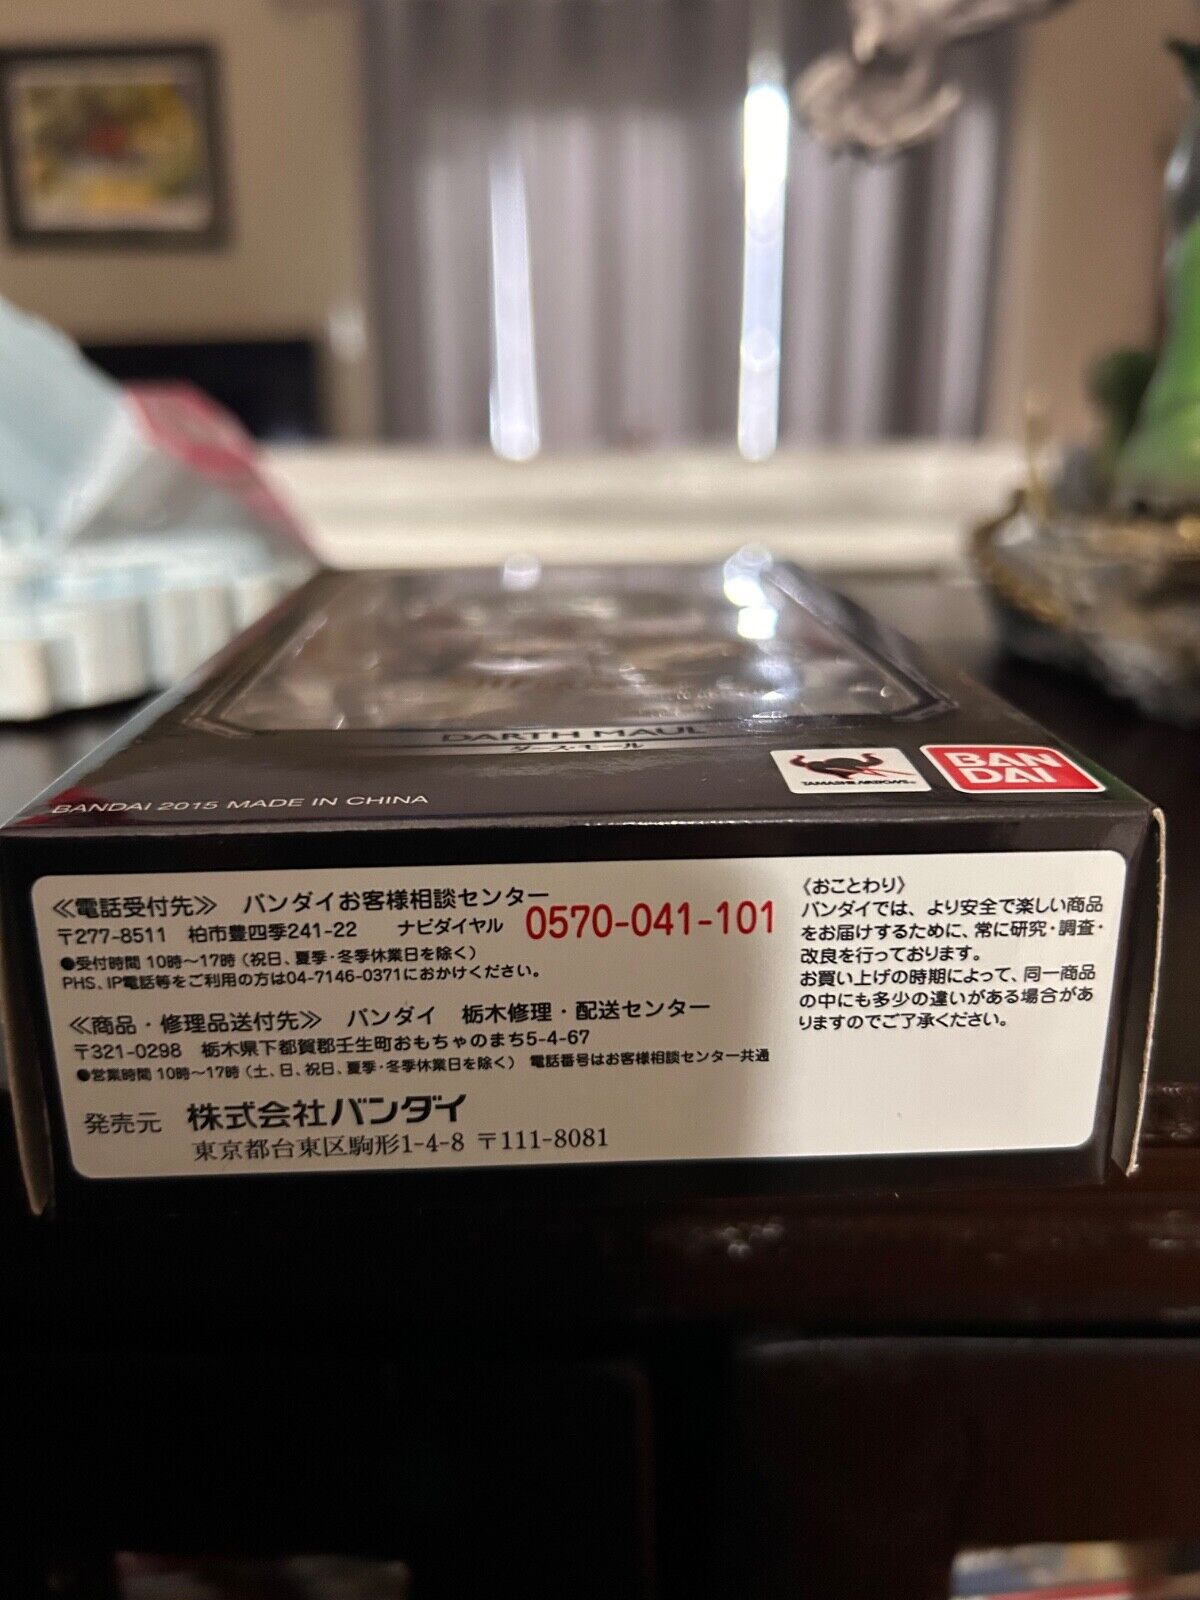 DARTH MAUL
ダース・モール
TAMASHII NATIONS
BAN
DAI
BANDAI 2015 MADE IN CHINA
≪電話受付先≫ バンダイお客様相談センター
〒277-8511 柏市豊四季241-22 ナビダイヤル 0570-041-101
●受付時間 10時～17時 (祝日、夏季・冬季休業日を除く)
PHS、IP電話等をご利用の方は04-7146-0371におかけください。
≪商品・修理品送付先≫ バンダイ 栃木修理・配送センター
〒321-0298 栃木県下都賀郡壬生町おもちゃのまち5-4-67
●営業時間 10時～17時 (土、日、祝日、夏季・冬季休業日を除く) 電話番号はお客様相談センター共通
発売元 株式会社バンダイ
東京都台東区駒形1-4-8 〒111-8081
《おことわり》
バンダイでは、より安全で楽しい商品
をお届けするために、常に研究・調査・
改良を行っております。
お買い上げの時期によって、同一商品
の中にも多少の違いがある場合があ
りますのでご了承ください。